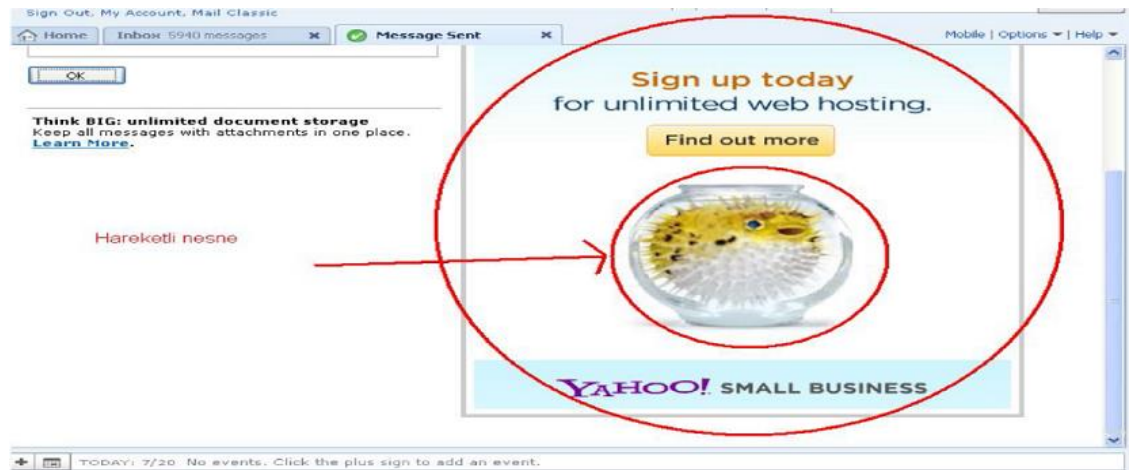 Sign Out, My Account, Mail Classic
Home Inbox 5940 messages Message Sent Mobile | Options | Help
OK
Think BIG: unlimited document storage
Keep all messages with attachments in one place.
Learn More.
Hareketli nesne
Sign up today
for unlimited web hosting.
Find out more
YAHOO! SMALL BUSINESS
TODAY: 7/20 No events. Click the plus sign to add an event.